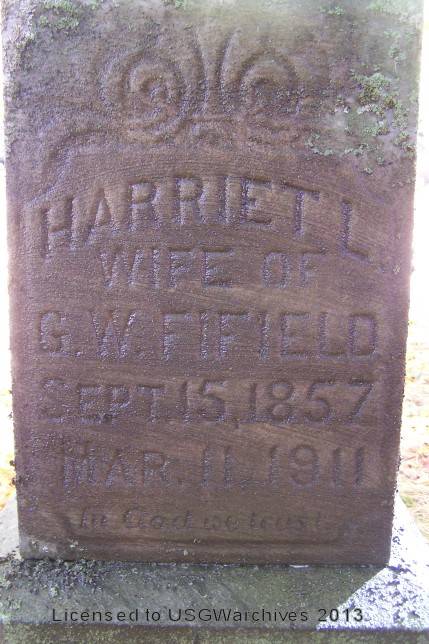 HARRIET L.
WIFE OF
G. W. FIFIELD
SEPT. 15, 1857
MAR. 11, 1911
In God we trust.
Licensed to USGWarchives 2013